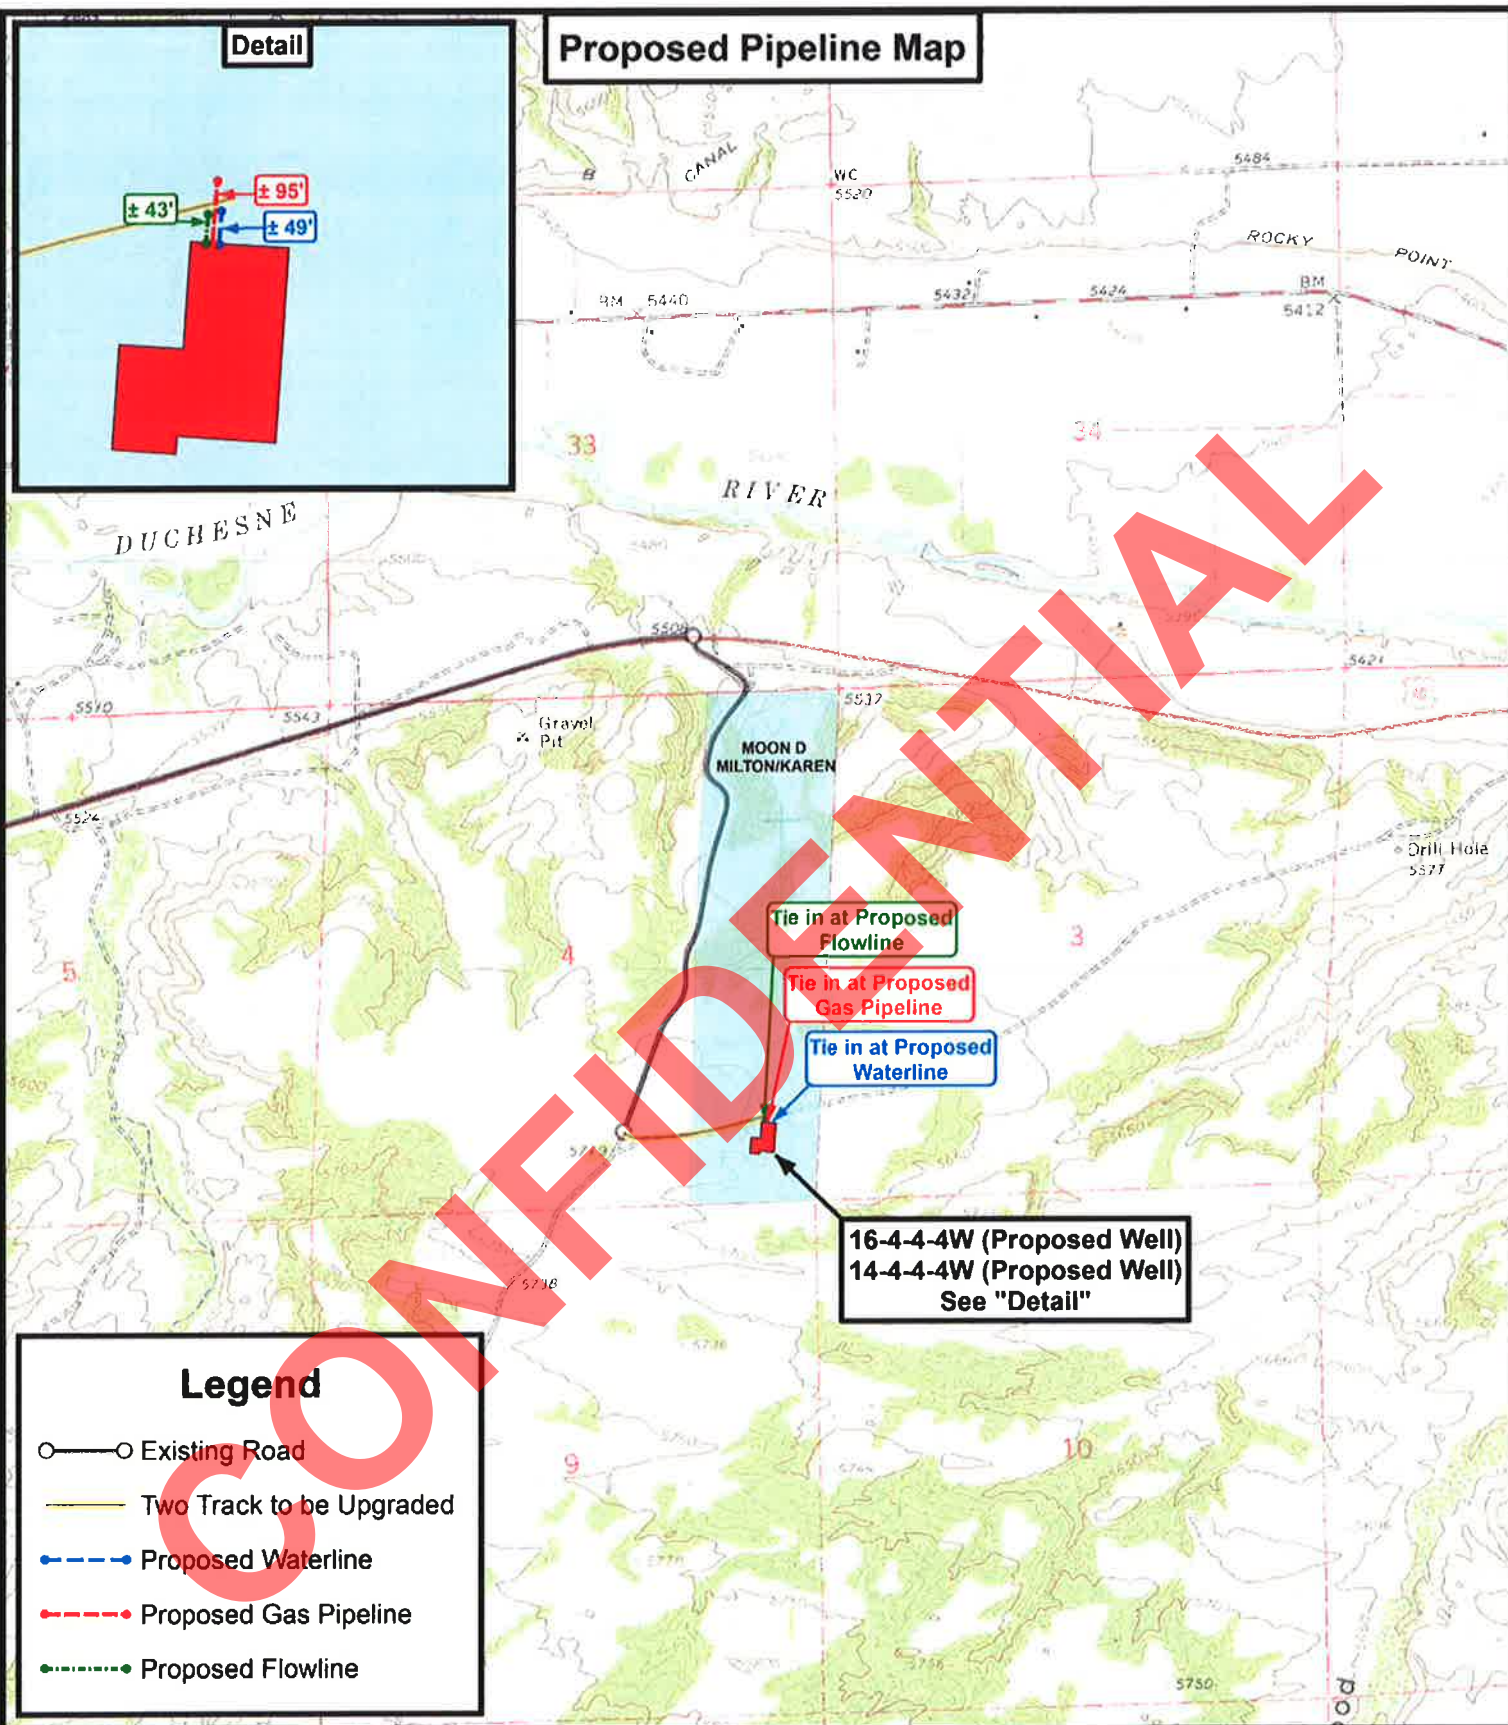 Detail
Proposed Pipeline Map
± 95'
± 43'
± 49'
CANAL
WC
5520
5484
ROCKY POINT
BM 5440
5432
5424
BM
5412
33
34
DUCHESNE
RIVER
5480
5508
5421
5510
5543
5537
Gravel
Pit
MOON D
MILTON/KAREN
5524
Drill Hole
5577
Tie in at Proposed
Flowline
Tie in at Proposed
Gas Pipeline
Tie in at Proposed
Waterline
5
4
3
5600
5738
16-4-4-4W (Proposed Well)
14-4-4-4W (Proposed Well)
See "Detail"
5736
Legend
Existing Road
Two Track to be Upgraded
Proposed Waterline
Proposed Gas Pipeline
Proposed Flowline
9
10
5750
CONFIDENTIAL